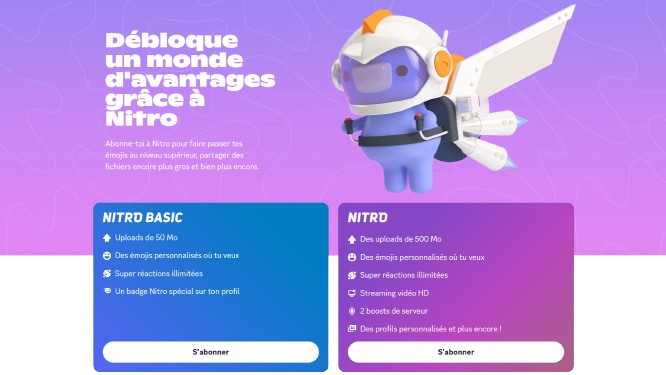 Débloque
un monde
d'avantages
grâce à
Nitro
Abonne-toi à Nitro pour faire passer tes
émojis au niveau supérieur, partager des
fichiers encore plus gros et bien plus encore.
NITRO BASIC
Uploads de 50 Mo
Des émojis personnalisés où tu veux
Super réactions illimitées
Un badge Nitro spécial sur ton profil
S'abonner
NITRO
Des uploads de 500 Mo
Des émojis personnalisés où tu veux
Super réactions illimitées
Streaming vidéo HD
2 boosts de serveur
Des profils personnalisés et plus encore !
S'abonner